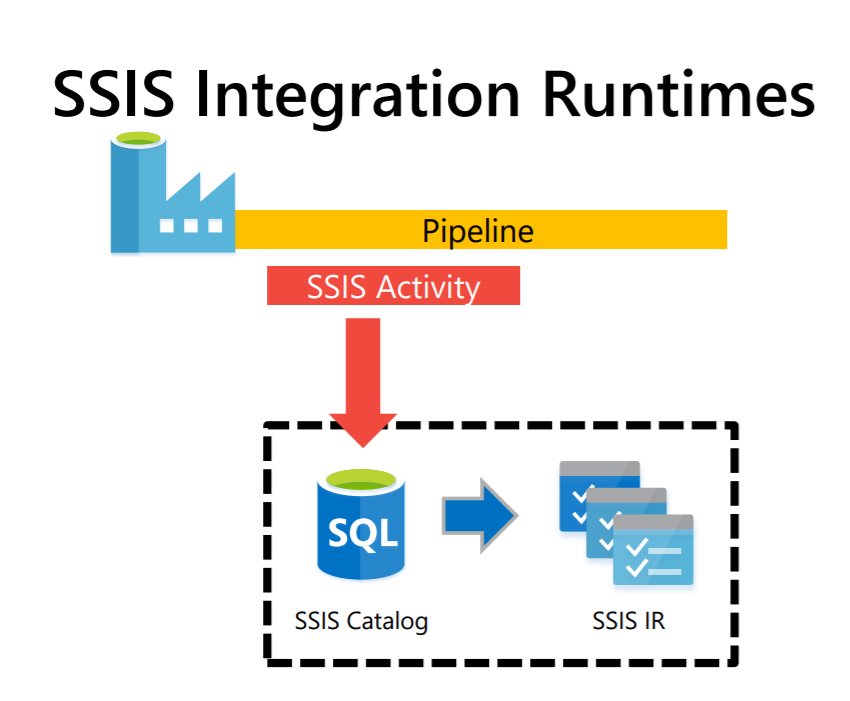 SSIS Integration Runtimes
Pipeline
SSIS Activity
SQL
SSIS Catalog
SSIS IR